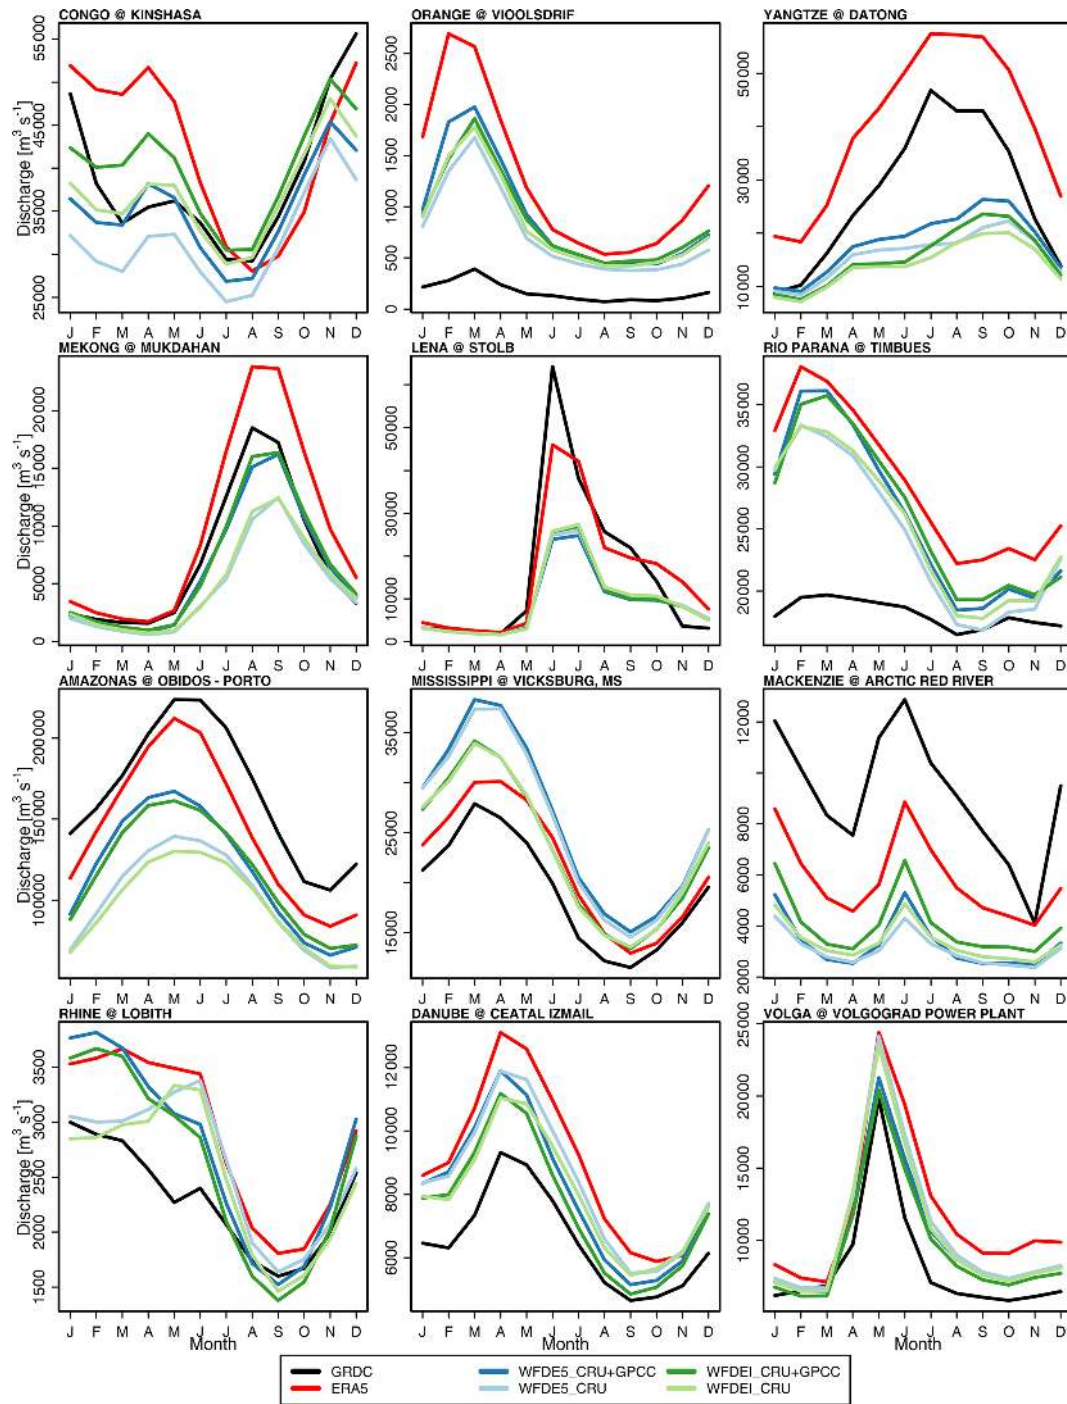 CONGO @ KINSHASA
ORANGE @ VIOOLSDRIF
YANGTZE @ DATONG
Discharge [m³ s⁻¹]
25000 35000 45000 55000
0 500 1000 1500 2000 2500
10000 30000 50000
J F M A M J J A S O N D
J F M A M J J A S O N D
J F M A M J J A S O N D
MEKONG @ MUKDAHAN
LENA @ STOLB
RIO PARANA @ TIMBUES
Discharge [m³ s⁻¹]
0 5000 10000 15000 20000
0 10000 30000 50000
20000 25000 30000 35000
J F M A M J J A S O N D
J F M A M J J A S O N D
J F M A M J J A S O N D
AMAZONAS @ OBIDOS - PORTO
MISSISSIPPI @ VICKSBURG, MS
MACKENZIE @ ARCTIC RED RIVER
Discharge [m³ s⁻¹]
100000 150000 200000
15000 25000 35000
2000 4000 6000 8000 12000
J F M A M J J A S O N D
J F M A M J J A S O N D
J F M A M J J A S O N D
RHINE @ LOBITH
DANUBE @ CEATAL IZMAIL
VOLGA @ VOLGOGRAD POWER PLANT
Discharge [m³ s⁻¹]
1500 2000 2500 3000 3500
6000 8000 10000 12000
10000 15000 20000 25000
J F M A M J J A S O N D
J F M A M J J A S O N D
J F M A M J J A S O N D
Month
Month
Month
GRDC
WFDE5_CRU+GPCC
WFDEI_CRU+GPCC
ERA5
WFDE5_CRU
WFDEI_CRU